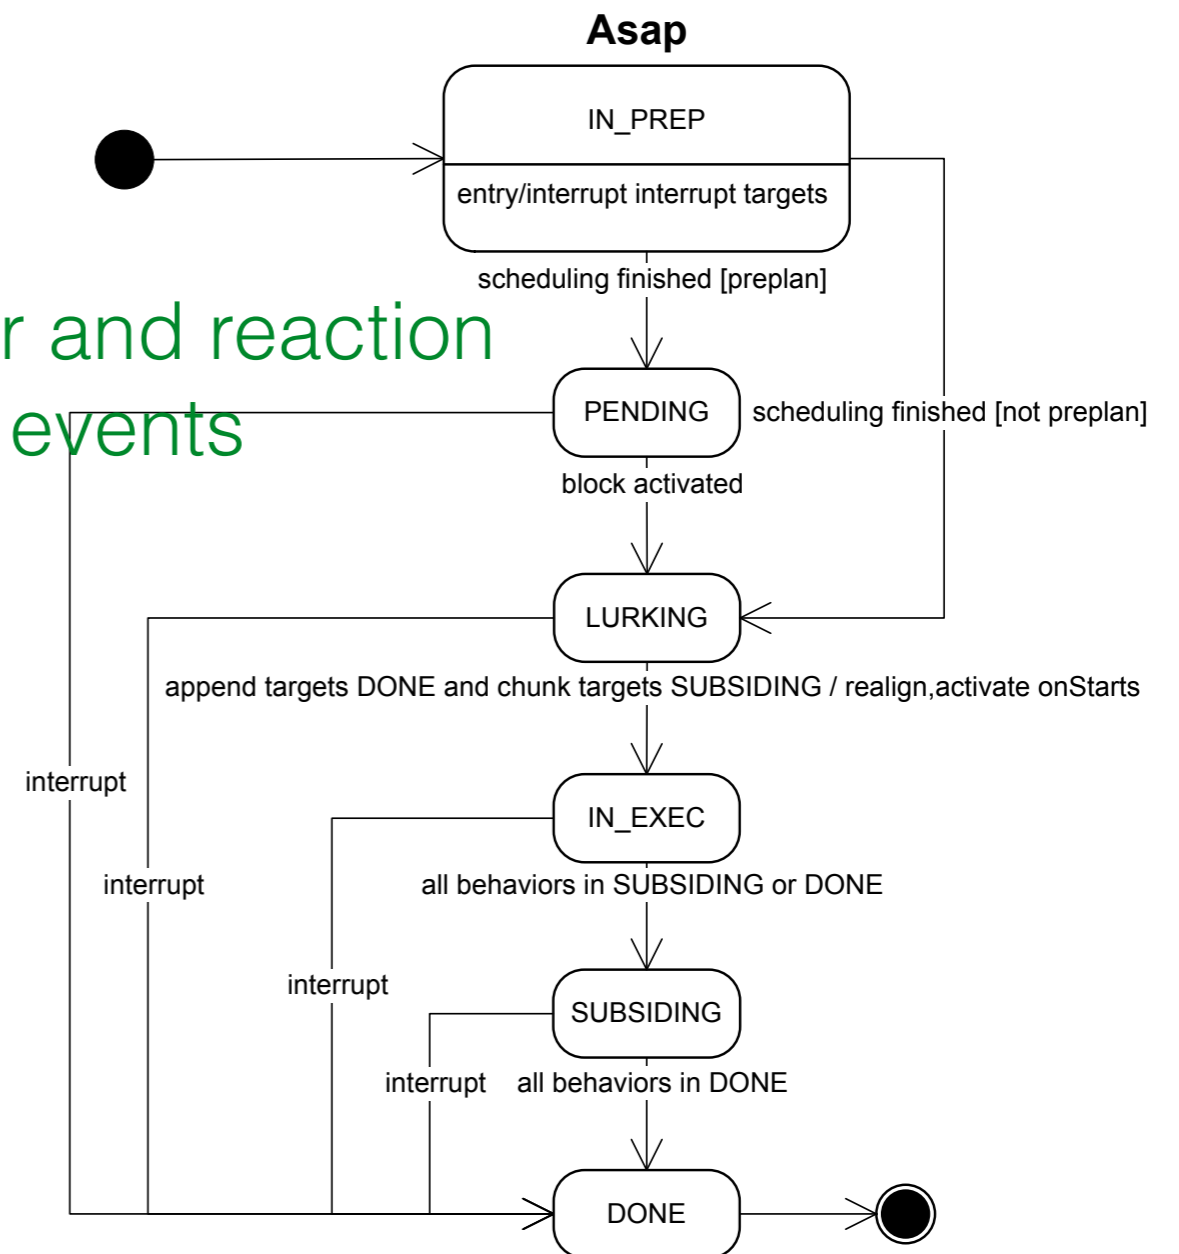 Asap
IN_PREP
entry/interrupt interrupt targets
scheduling finished [preplan]
r and reaction
events
PENDING
scheduling finished [not preplan]
block activated
LURKING
append targets DONE and chunk targets SUBSIDING / realign,activate onStarts
interrupt
IN_EXEC
interrupt
all behaviors in SUBSIDING or DONE
interrupt
SUBSIDING
interrupt
all behaviors in DONE
DONE